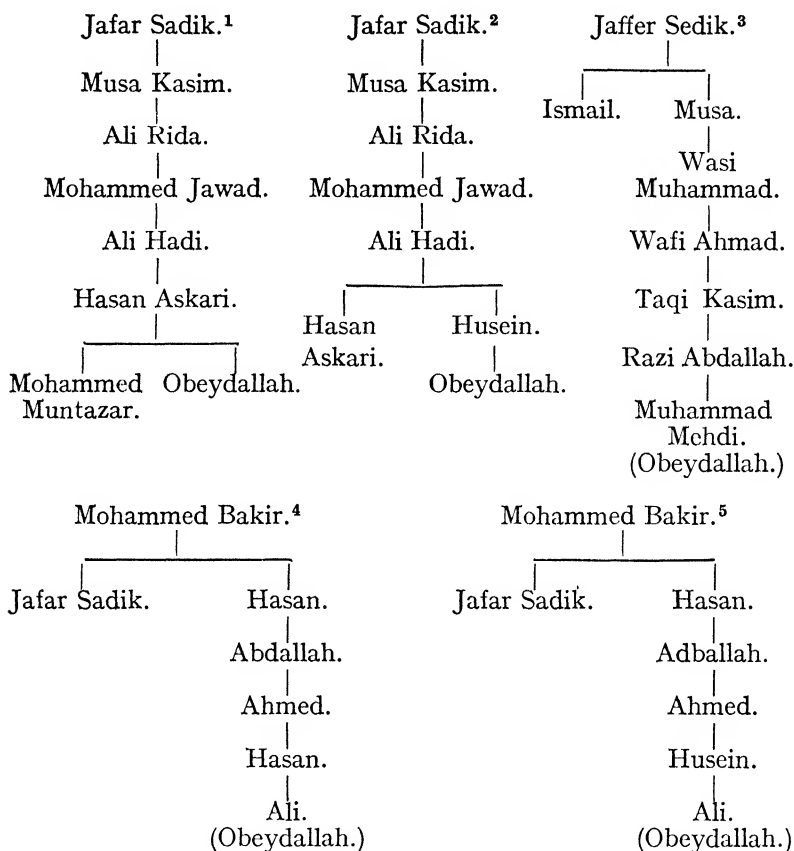 Jafar Sadik.¹ Jafar Sadik.² Jaffer Sedik.³
Musa Kasim. Musa Kasim. Ismail. Musa.
Ali Rida. Ali Rida. Wasi
Mohammed Jawad. Mohammed Jawad. Muhammad.
Ali Hadi. Ali Hadi. Wafi Ahmad.
Hasan Askari. Hasan Husein. Taqi Kasim.
Askari. Razi Abdallah.
Mohammed Obeydallah. Obeydallah. Muhammad
Muntazar. Mehdi.
(Obeydallah.)
Mohammed Bakir.⁴ Mohammed Bakir.⁵
Jafar Sadik. Hasan. Jafar Sadik. Hasan.
Abdallah. Adballah.
Ahmed. Ahmed.
Hasan. Husein.
Ali. Ali.
(Obeydallah.) (Obeydallah.)